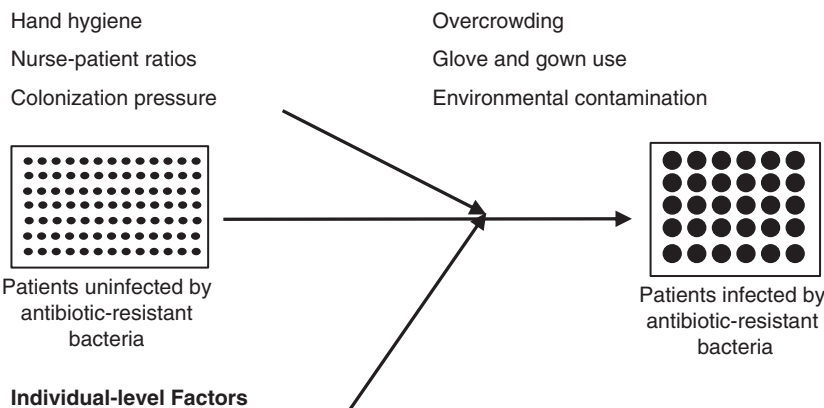 Hand hygiene
Nurse-patient ratios
Colonization pressure
Overcrowding
Glove and gown use
Environmental contamination
Patients uninfected by
antibiotic-resistant
bacteria
Patients infected by
antibiotic-resistant
bacteria
Individual-level Factors